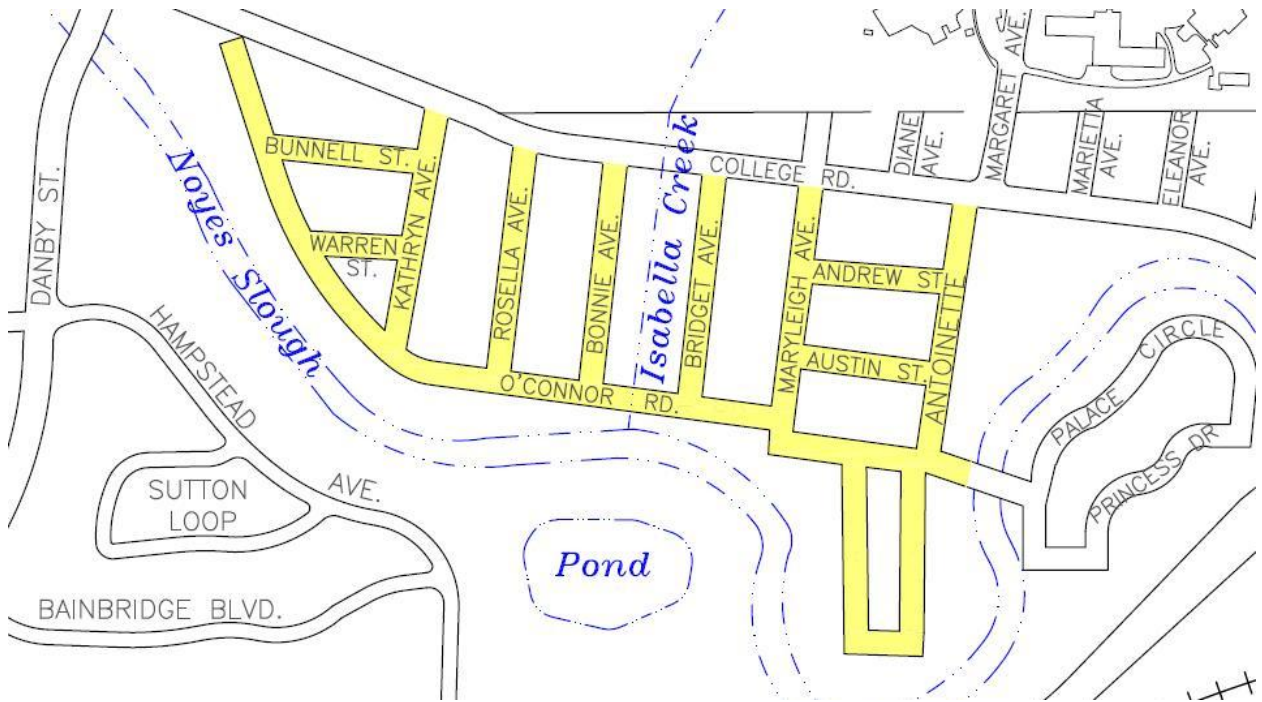 MARGARET AVE.
DIANE
AVE.
MARIETTA
AVE.
ELEANOR
AVE.
COLLEGE RD.
BUNNELL ST.
DANBY ST.
Noyes Slough
KATHRYN AVE.
ROSELLA AVE.
BONNIE AVE.
Isabella Creek
BRIDGET AVE.
MARYLEIGH AVE.
WARREN
ST.
ANDREW ST.
ANTOINETTE
AUSTIN ST.
O'CONNOR RD.
HAMPSTEAD AVE.
PALACE CIRCLE
PRINCESS DR
SUTTON
LOOP
Pond
BAINBRIDGE BLVD.